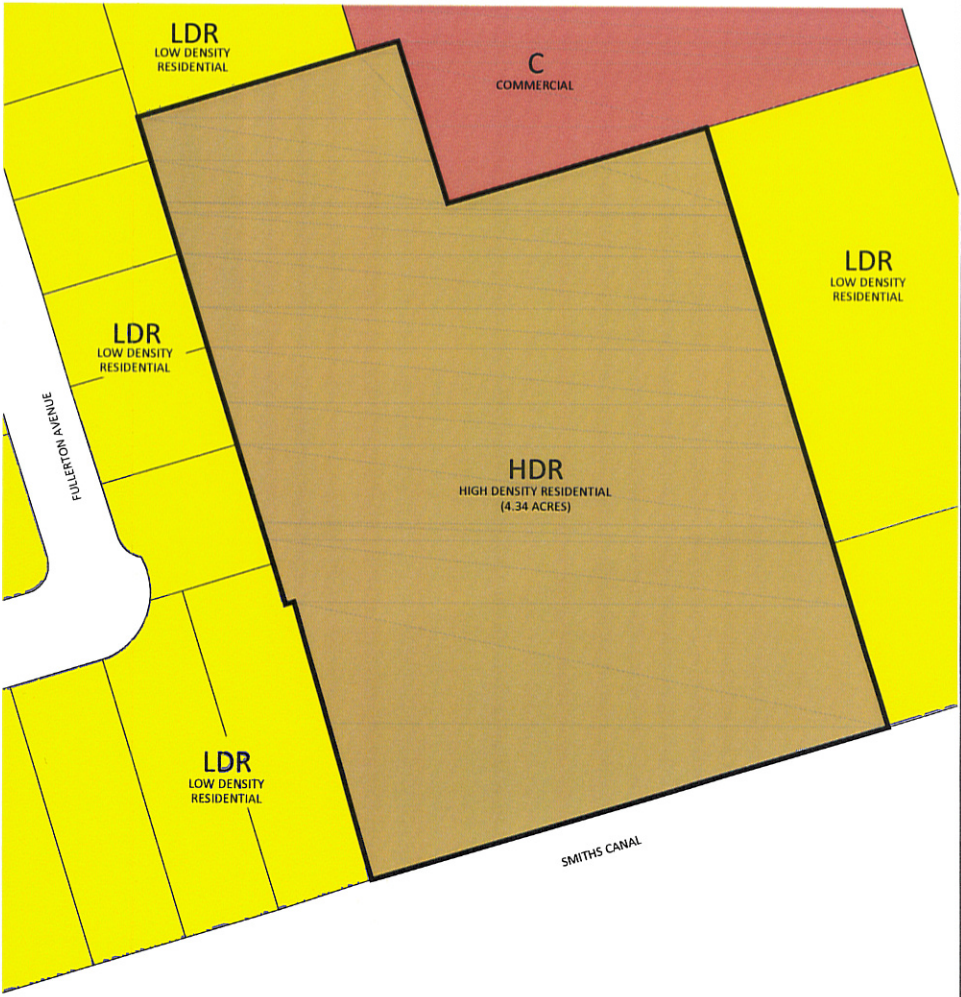 LDR
LOW DENSITY
RESIDENTIAL
C
COMMERCIAL
LDR
LOW DENSITY
RESIDENTIAL
LDR
LOW DENSITY
RESIDENTIAL
FULLERTON AVENUE
HDR
HIGH DENSITY RESIDENTIAL
(4.34 ACRES)
LDR
LOW DENSITY
RESIDENTIAL
SMITHS CANAL